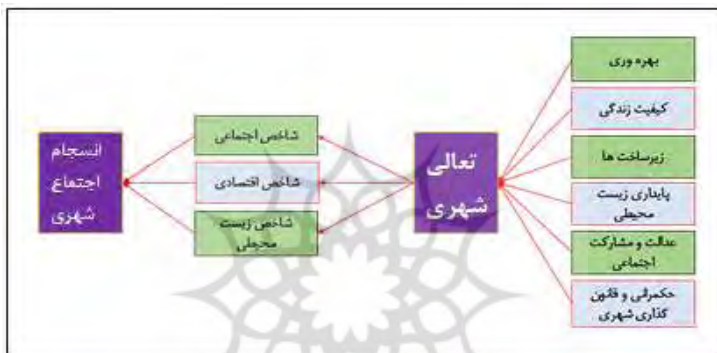 بهره وری
کیفیت زندگی
زیرساخت ها
پایداری زیست
محیطی
عدالت و مشارکت
اجتماعی
حکمرانی و قانون
گذاری شهری
تعالی
شهری
شاخص اجتماعی
شاخص اقتصادی
شاخص زیست
محیطی
انسجام
اجتماع
شهری